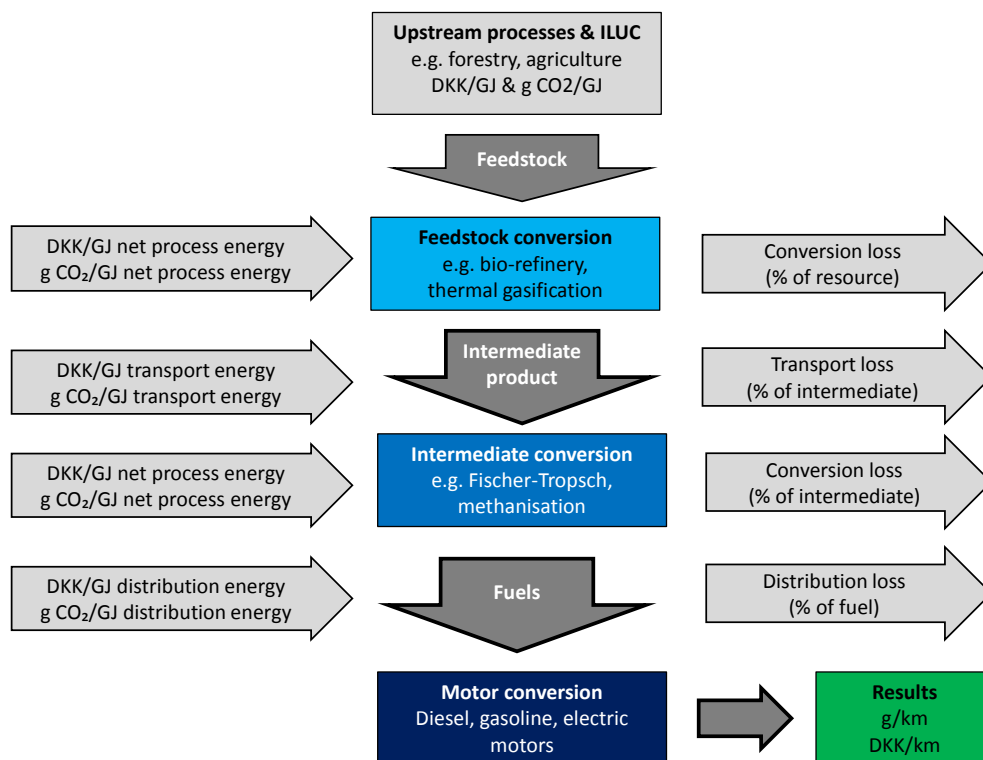 Upstream processes & ILUC
e.g. forestry, agriculture
DKK/GJ & g CO2/GJ
Feedstock
DKK/GJ net process energy
g CO₂/GJ net process energy
Feedstock conversion
e.g. bio-refinery,
thermal gasification
Conversion loss
(% of resource)
DKK/GJ transport energy
g CO₂/GJ transport energy
Intermediate
product
Transport loss
(% of intermediate)
DKK/GJ net process energy
g CO₂/GJ net process energy
Intermediate conversion
e.g. Fischer-Tropsch,
methanisation
Conversion loss
(% of intermediate)
DKK/GJ distribution energy
g CO₂/GJ distribution energy
Fuels
Distribution loss
(% of fuel)
Motor conversion
Diesel, gasoline, electric
motors
Results
g/km
DKK/km